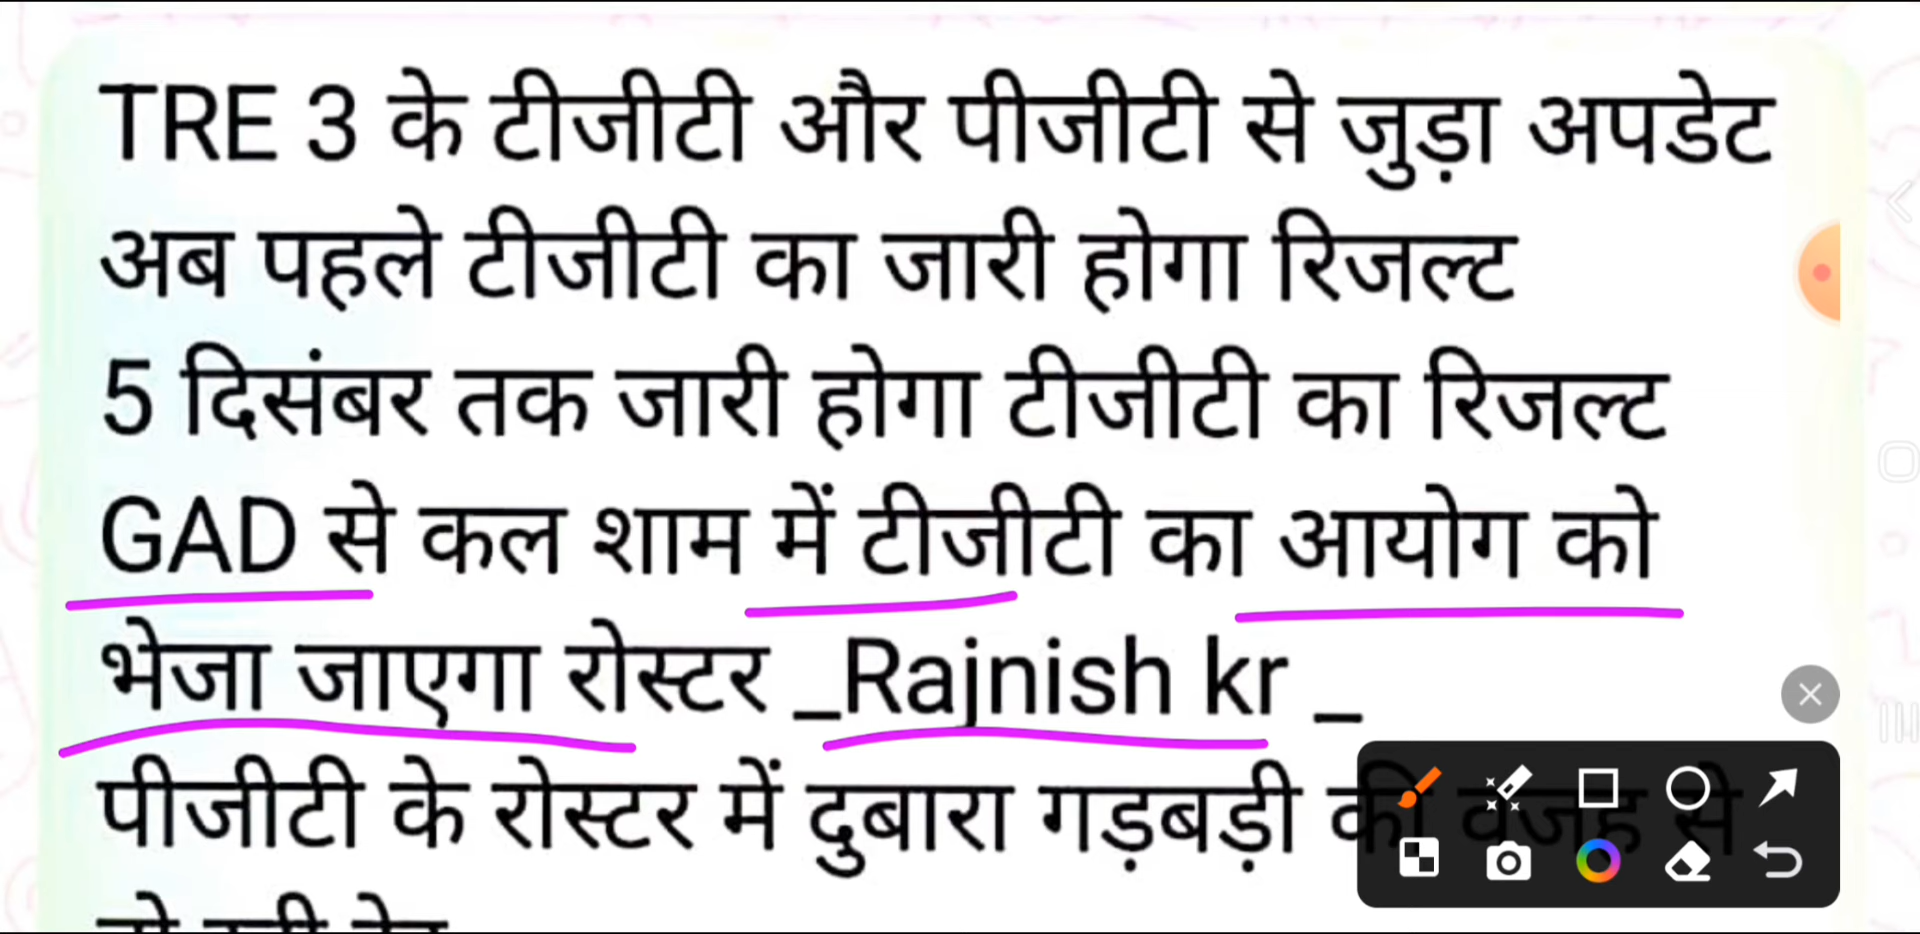 TRE 3 के टीजीटी और पीजीटी से जुड़ा अपडेट
अब पहले टीजीटी का जारी होगा रिजल्ट
5 दिसंबर तक जारी होगा टीजीटी का रिजल्ट
GAD से कल शाम में टीजीटी का आयोग को
भेजा जाएगा रोस्टर _Rajnish kr _
पीजीटी के रोस्टर में दुबारा गड़बड़ी की वजह से